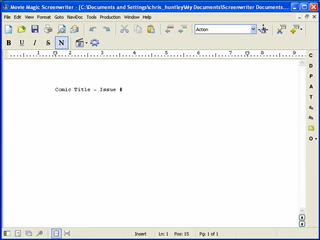 Movie Magic Screenwriter - [C:\Documents and Settings\chris_huntley\My Documents\Screenwriter Documents...
File Edit View Format Goto NaviDoc Tools Production Window Help
Action
B U I S N
Comic Title - Issue #
C
D
P
A
T
Insert Ln: 1 Pos: 15 Pg: 1 of 1